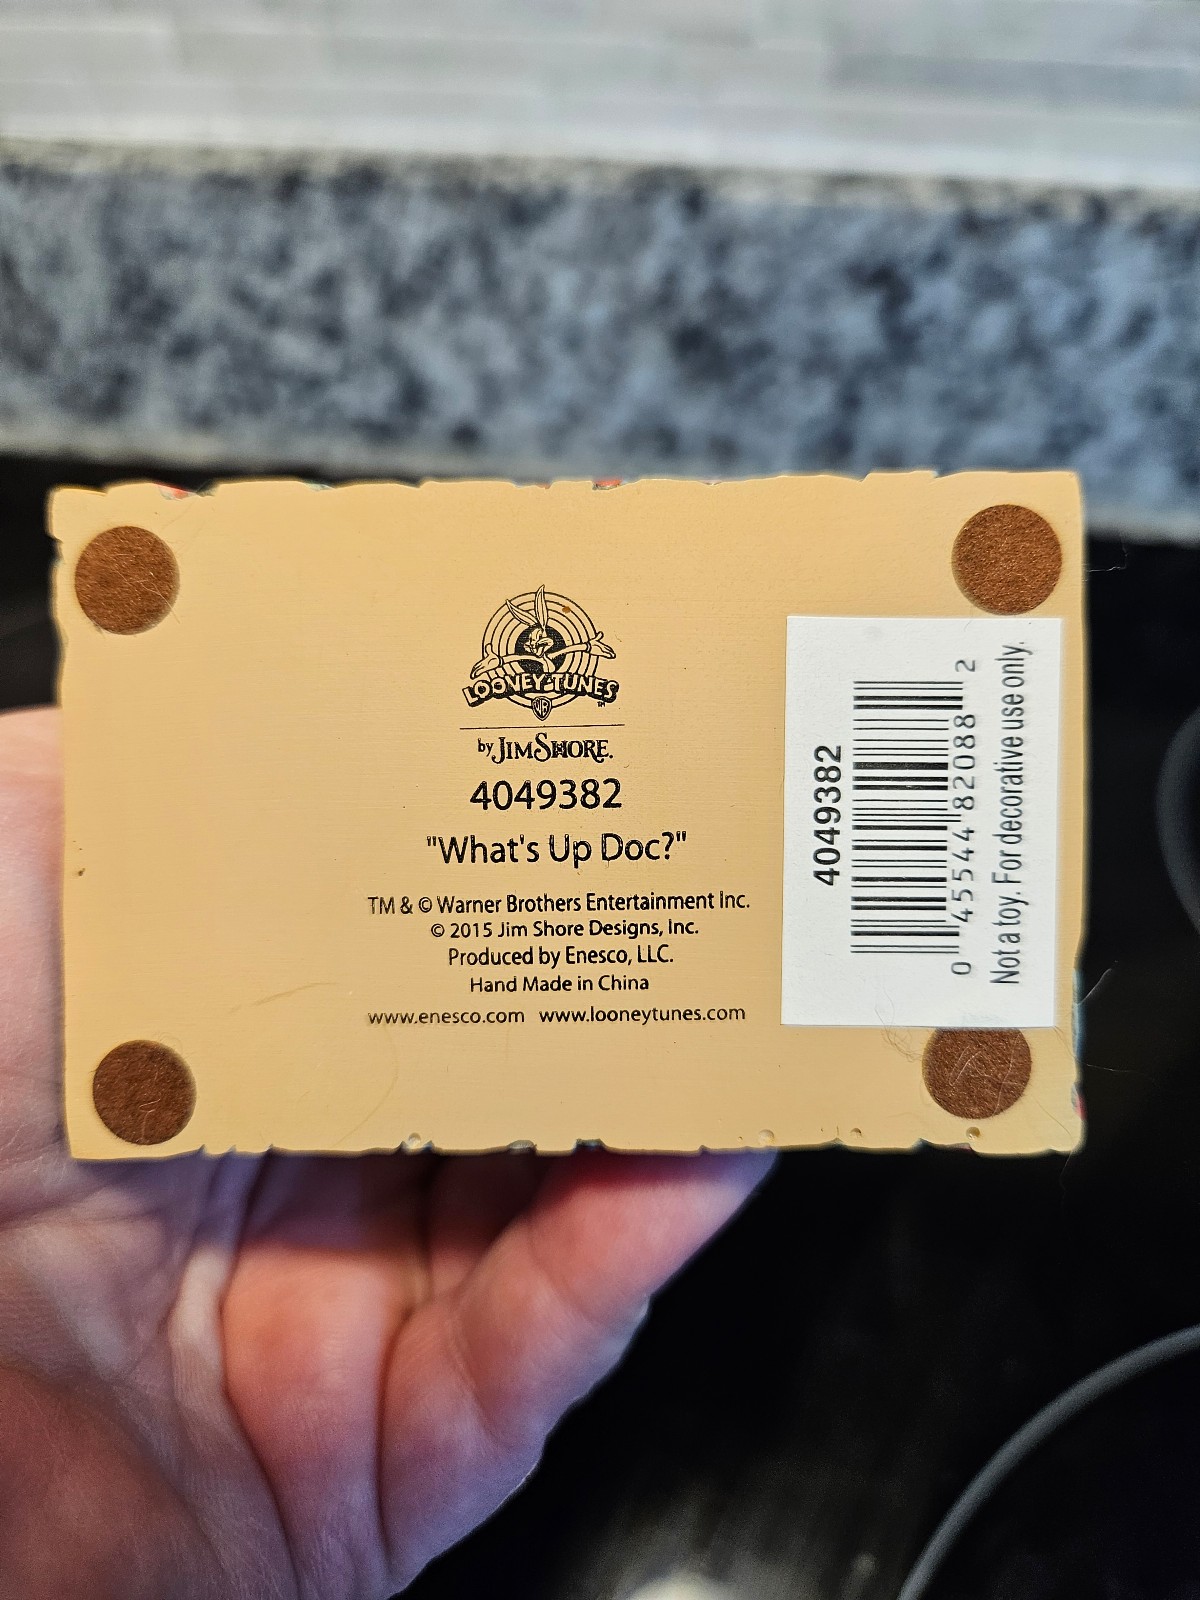 LOONEY TUNES
WB
SM
by JIM SHORE.
4049382
"What's Up Doc?"
TM & © Warner Brothers Entertainment Inc.
© 2015 Jim Shore Designs, Inc.
Produced by Enesco, LLC.
Hand Made in China
www.enesco.com www.looneytunes.com
4049382
0 45544 82088 2
Not a toy. For decorative use only.